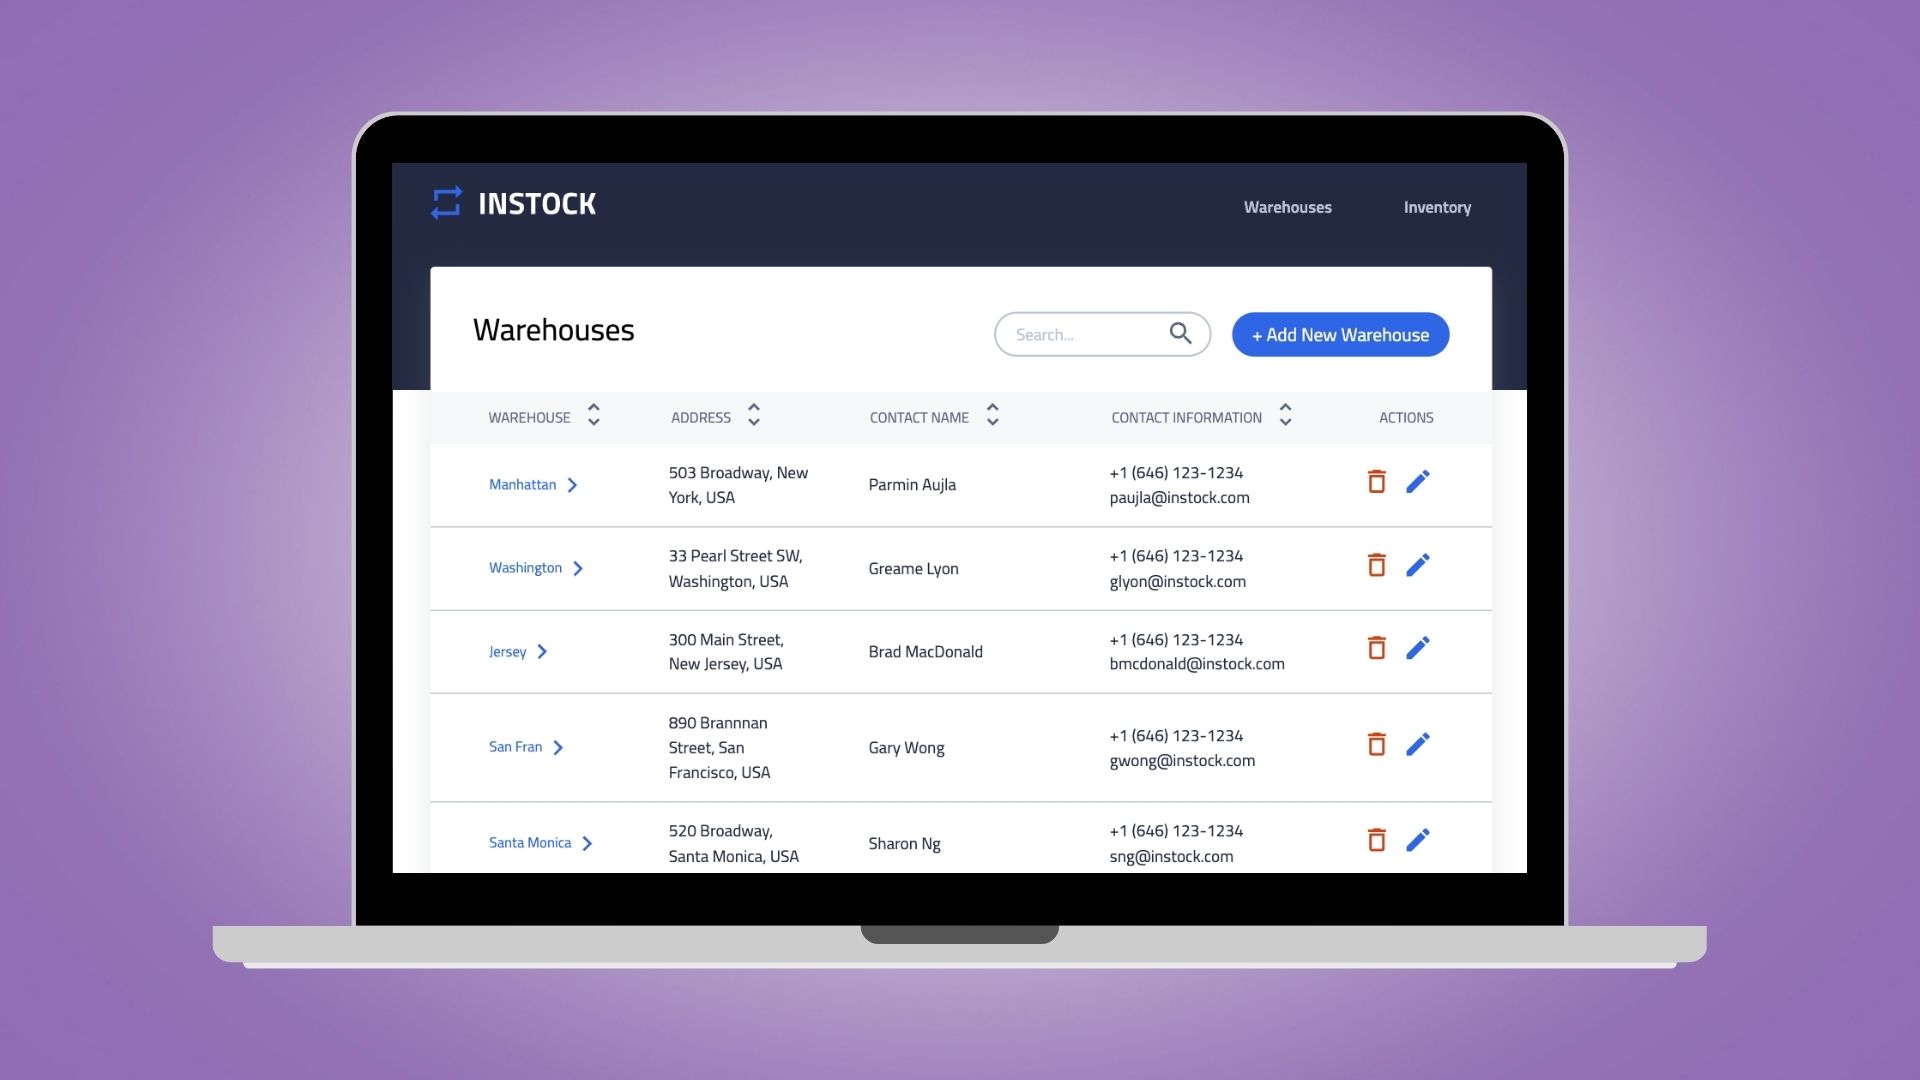 INSTOCK
Warehouses
Inventory
Warehouses
Search...
+ Add New Warehouse
WAREHOUSE
ADDRESS
CONTACT NAME
CONTACT INFORMATION
ACTIONS
Manhattan
503 Broadway, New
York, USA
Parmin Aujla
+1 (646) 123-1234
paujla@instock.com
Washington
33 Pearl Street SW,
Washington, USA
Greame Lyon
+1 (646) 123-1234
glyon@instock.com
Jersey
300 Main Street,
New Jersey, USA
Brad MacDonald
+1 (646) 123-1234
bmcdonald@instock.com
San Fran
890 Brannnan
Street, San
Francisco, USA
Gary Wong
+1 (646) 123-1234
gwong@instock.com
Santa Monica
520 Broadway,
Santa Monica, USA
Sharon Ng
+1 (646) 123-1234
sng@instock.com